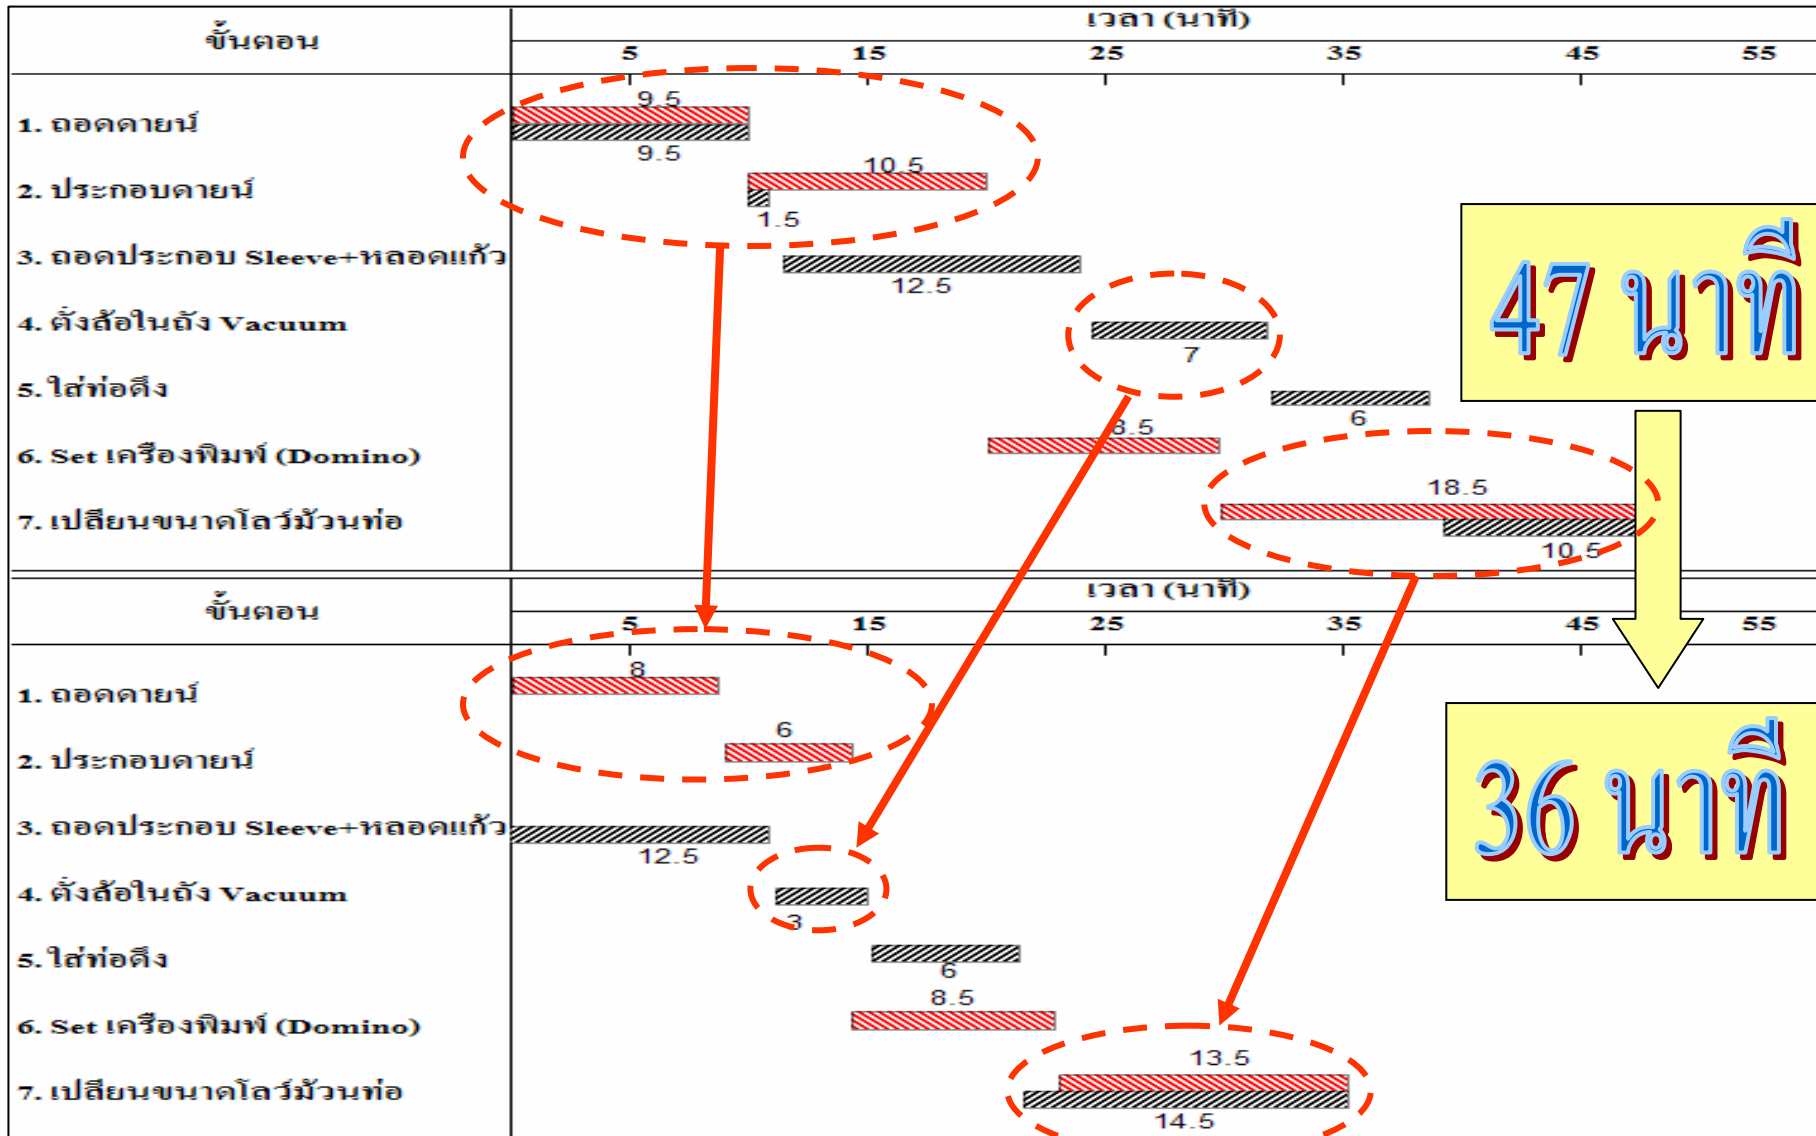 ขั้นตอน
เวลา (นาที)
5 15 25 35 45 55
1. ถอดดายน์
9.5
9.5
2. ประกอบดายน์
10.5
1.5
3. ถอดประกอบ Sleeve+หลอดแก้ว
12.5
4. ตั้งล้อในถัง Vacuum
7
5. ใส่ท่อดึง
6
6. Set เครื่องพิมพ์ (Domino)
8.5
7. เปลี่ยนขนาดโลว์ม้วนท่อ
18.5
10.5
47 นาที
ขั้นตอน
เวลา (นาที)
5 15 25 35 45 55
1. ถอดดายน์
8
2. ประกอบดายน์
6
3. ถอดประกอบ Sleeve+หลอดแก้ว
12.5
4. ตั้งล้อในถัง Vacuum
3
5. ใส่ท่อดึง
6
6. Set เครื่องพิมพ์ (Domino)
8.5
7. เปลี่ยนขนาดโลว์ม้วนท่อ
13.5
14.5
36 นาที